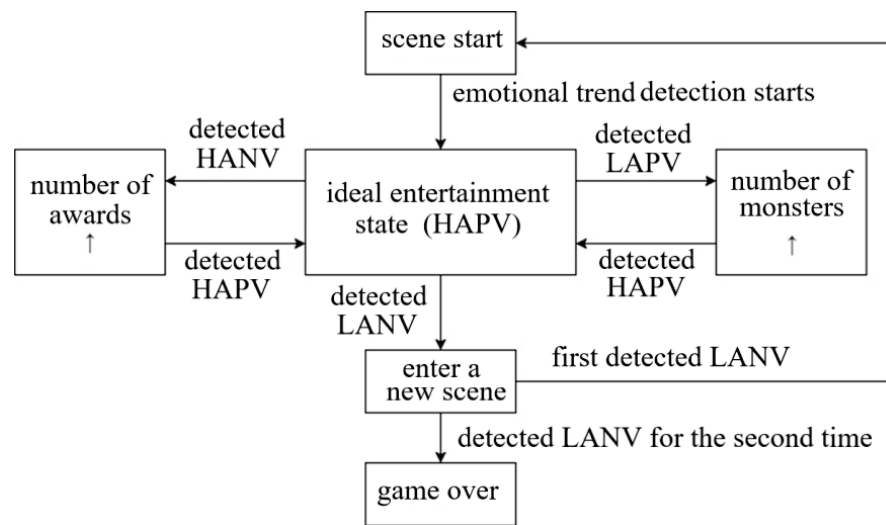 scene start
emotional trend detection starts
detected
HANV
detected
LAPV
number of
awards
↑
ideal entertainment
state (HAPV)
number of
monsters
↑
detected
HAPV
detected
HAPV
detected
LANV
enter a
new scene
first detected LANV
detected LANV for the second time
game over